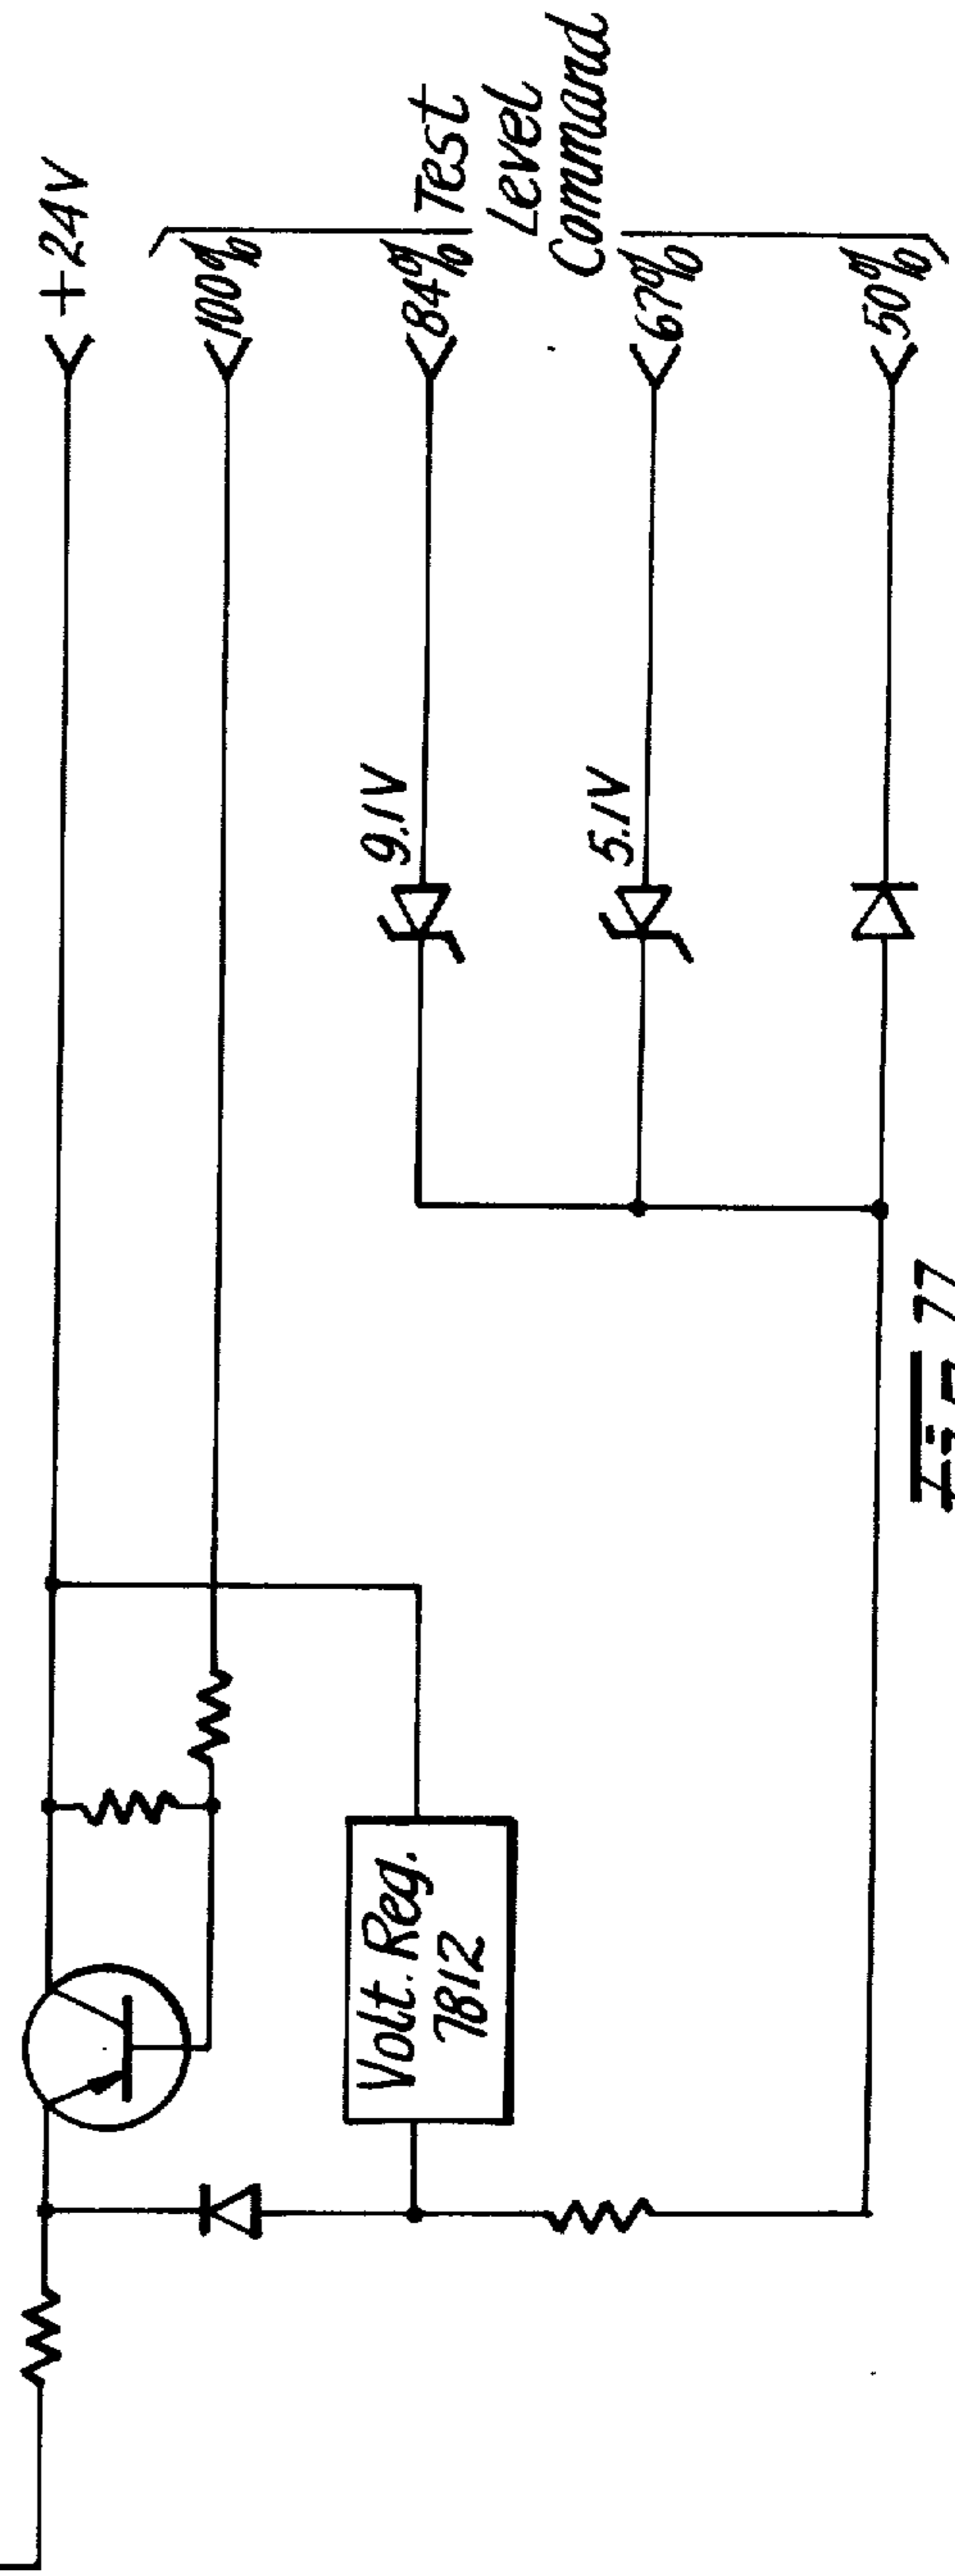 +24V
100%
84%
67%
50%
Test
Level
Command
9.1V
5.1V
Volt. Reg.
7812